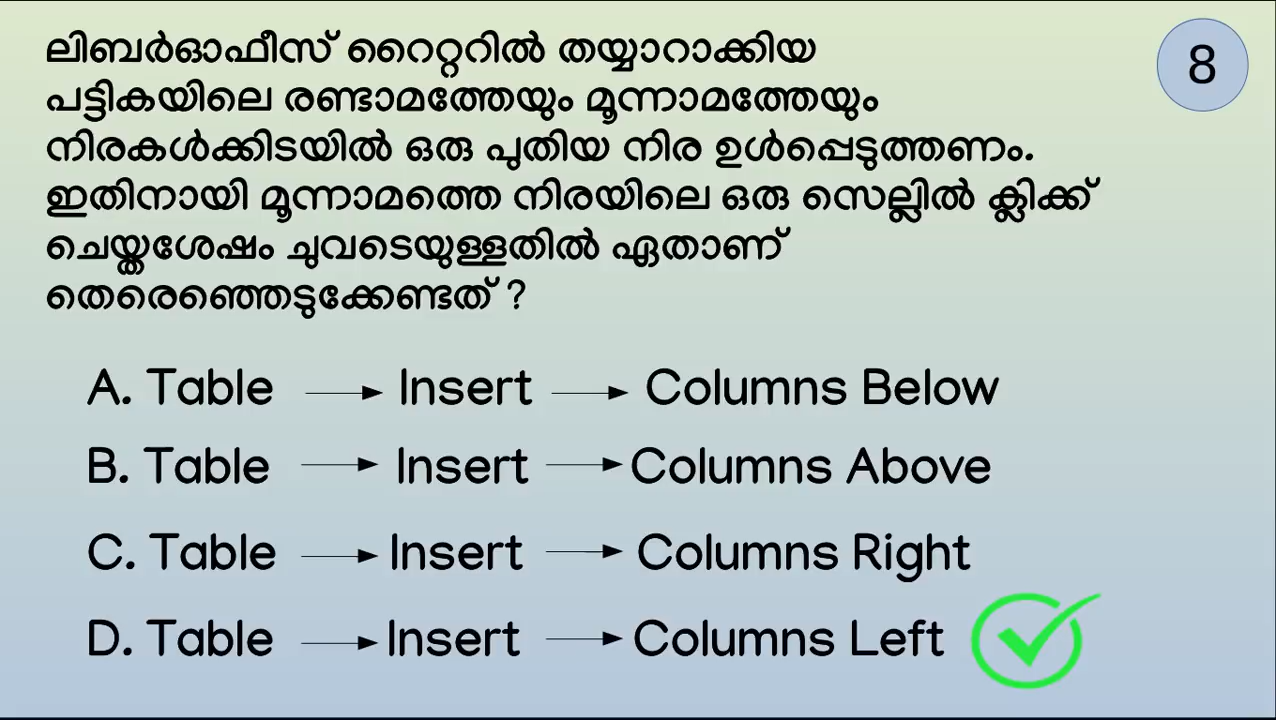 ലിബർഓഫീസ് റൈറ്ററിൽ തയ്യാറാക്കിയ
8
പട്ടികയിലെ രണ്ടാമത്തേയും മൂന്നാമത്തേയും
നിരകൾക്കിടയിൽ ഒരു പുതിയ നിര ഉൾപ്പെടുത്തണം.
ഇതിനായി മൂന്നാമത്തെ നിരയിലെ ഒരു സെല്ലിൽ ക്ലിക്ക്
ചെയ്തശേഷം ചുവടെയുള്ളതിൽ ഏതാണ്
തെരെഞ്ഞെടുക്കേണ്ടത് ?
A. Table → Insert → Columns Below
B. Table → Insert → Columns Above
C. Table → Insert → Columns Right
D. Table → Insert → Columns Left